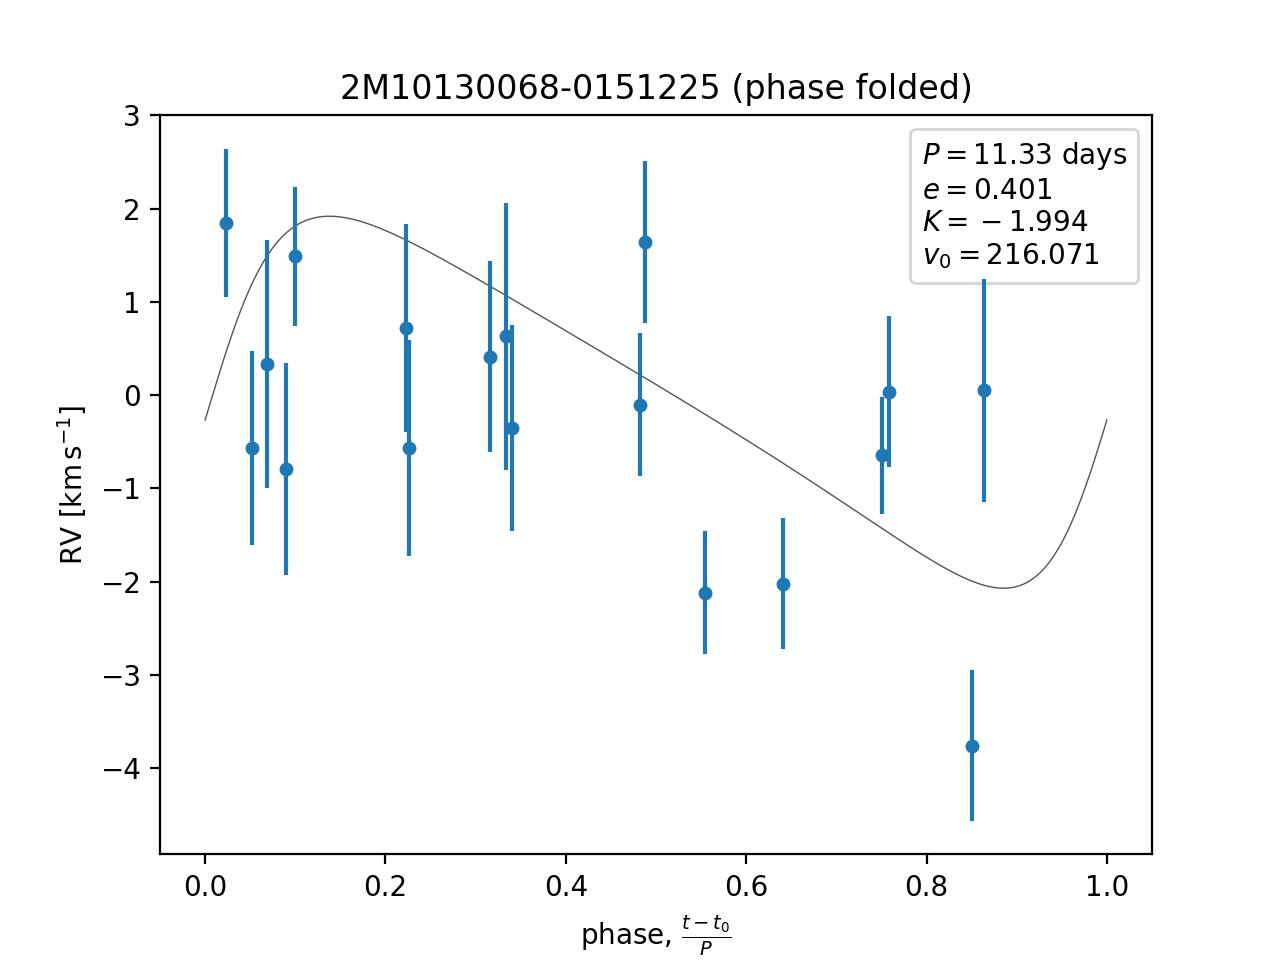 2M10130068-0151225 (phase folded)
P = 11.33 days
e = 0.401
K = −1.994
v₀ = 216.071
3
2
1
0
−1
−2
−3
−4
RV [km s⁻¹]
0.0 0.2 0.4 0.6 0.8 1.0
phase, (t − t₀)/P